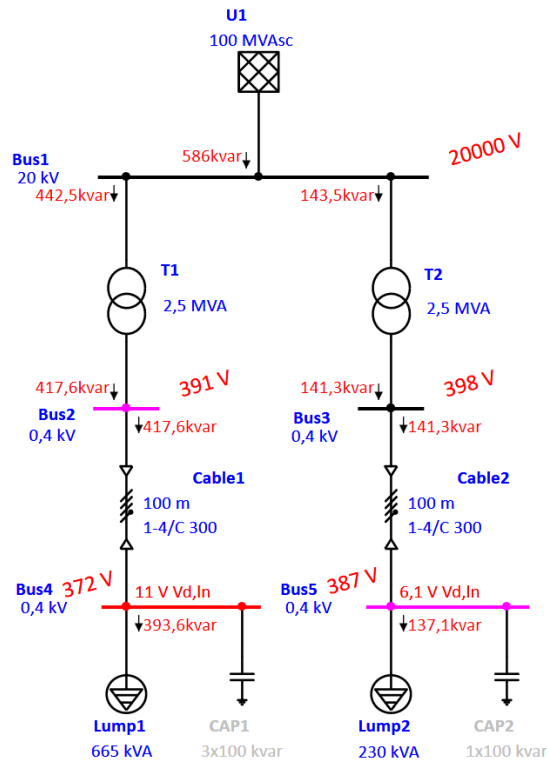 U1
100 MVAsc
586kvar
20000 V
Bus1
20 kV
442,5kvar
143,5kvar
T1
2,5 MVA
T2
2,5 MVA
417,6kvar
391 V
141,3kvar
398 V
Bus2
0,4 kV
417,6kvar
Bus3
0,4 kV
141,3kvar
Cable1
100 m
1-4/C 300
Cable2
100 m
1-4/C 300
Bus4
0,4 kV
372 V
11 V Vd,ln
393,6kvar
Bus5
0,4 kV
387 V
6,1 V Vd,ln
137,1kvar
Lump1
665 kVA
CAP1
3x100 kvar
Lump2
230 kVA
CAP2
1x100 kvar